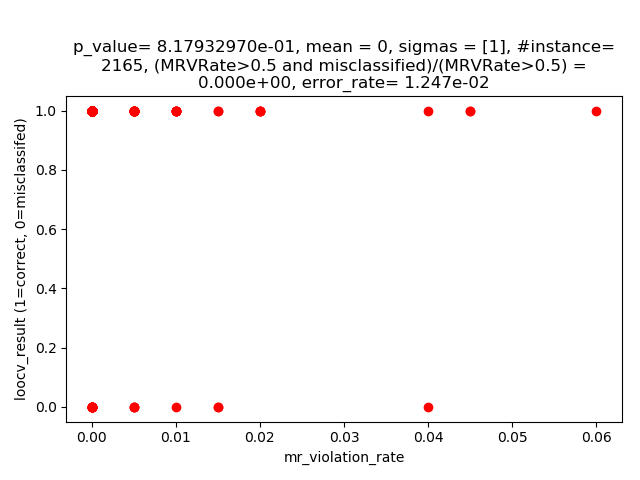 p_value= 8.17932970e-01, mean = 0, sigmas = [1], #instance=
2165, (MRVRate>0.5 and misclassified)/(MRVRate>0.5) =
0.000e+00, error_rate= 1.247e-02
1.0
0.8
0.6
0.4
0.2
0.0
loocv_result (1=correct, 0=misclassifed)
0.00 0.01 0.02 0.03 0.04 0.05 0.06
mr_violation_rate